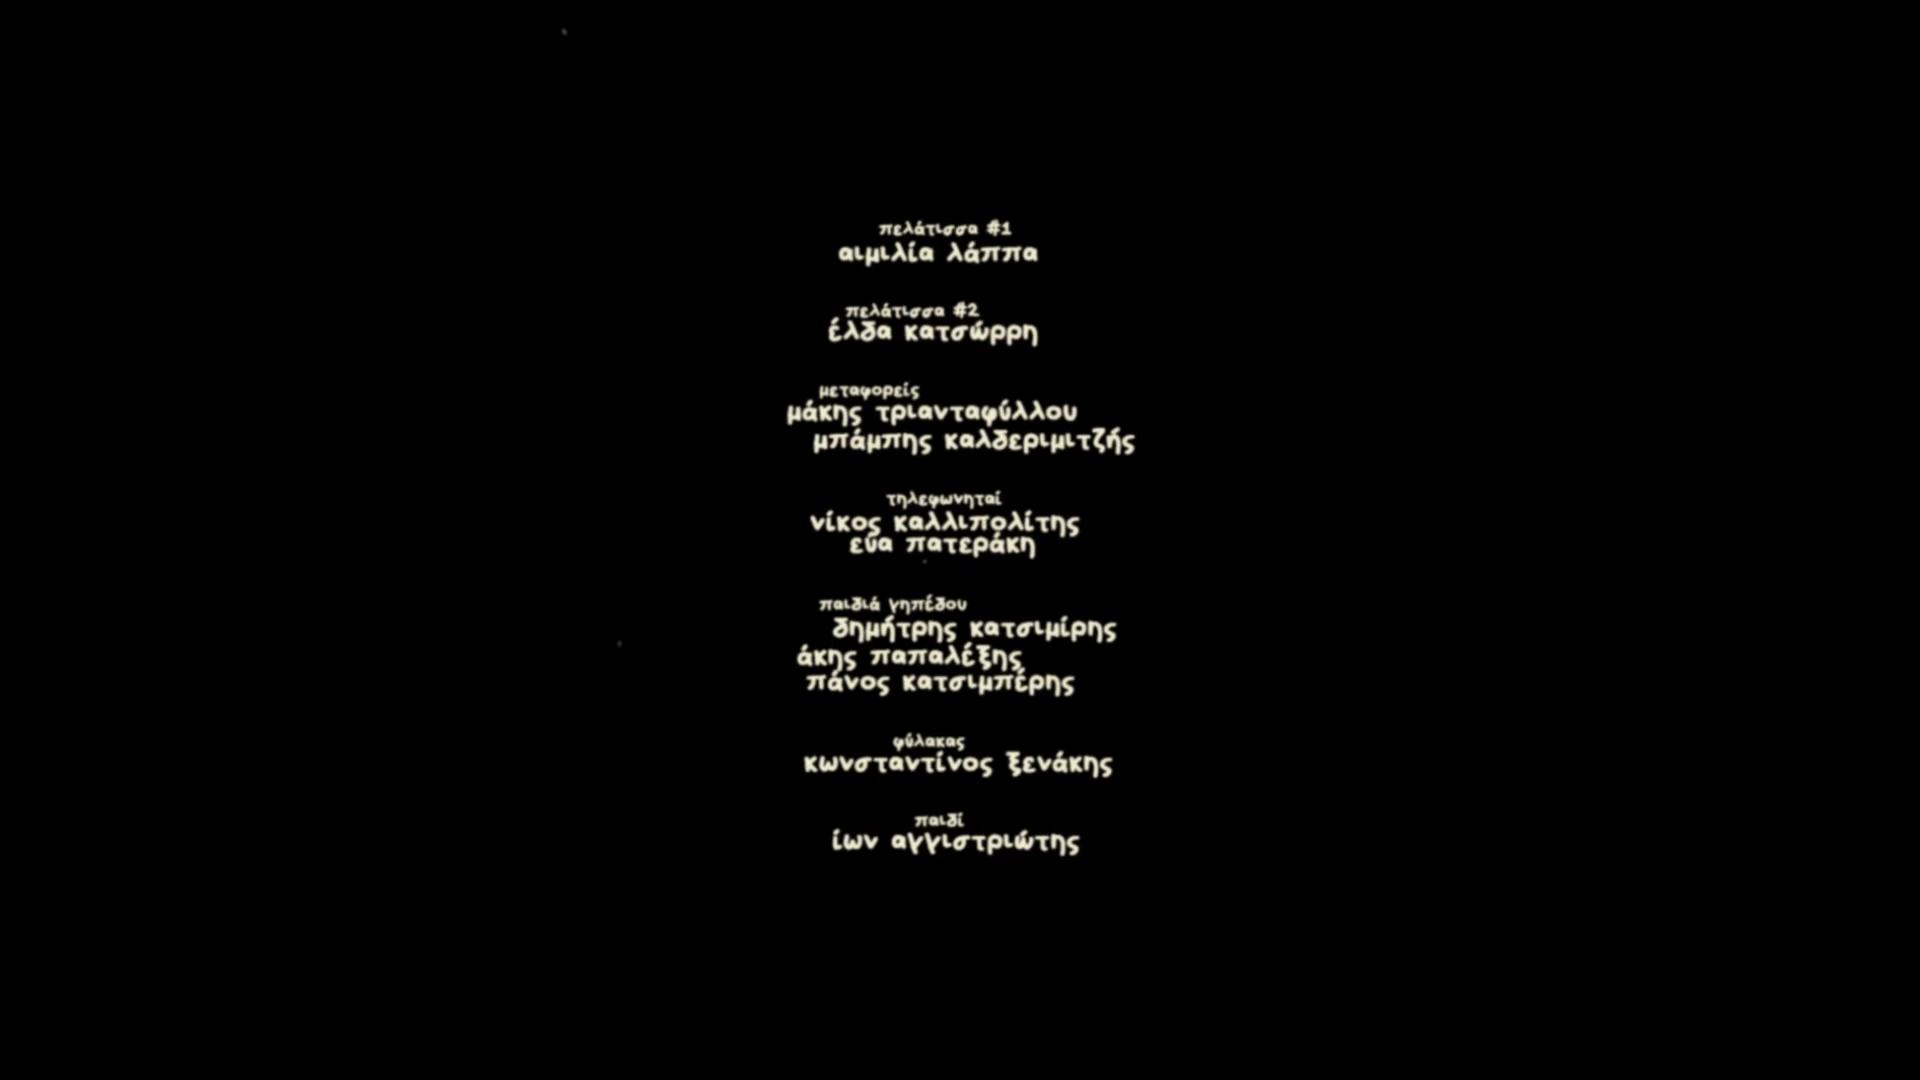 πελάτισσα #1
αιμιλία λάππα
πελάτισσα #2
έλδα κατσώρρη
μεταφορείς
μάκης τριανταφύλλου
μπάμπης καλδεριμιτζής
τηλεφωνηταί
νίκος καλλιπολίτης
εύα πατεράκη
παιδιά γηπέδου
δημήτρης κατσιμίρης
άκης παπαλέξης
πάνος κατσιμπέρης
φύλακας
κωνσταντίνος ξενάκης
παιδί
ίων αγγιστριώτης